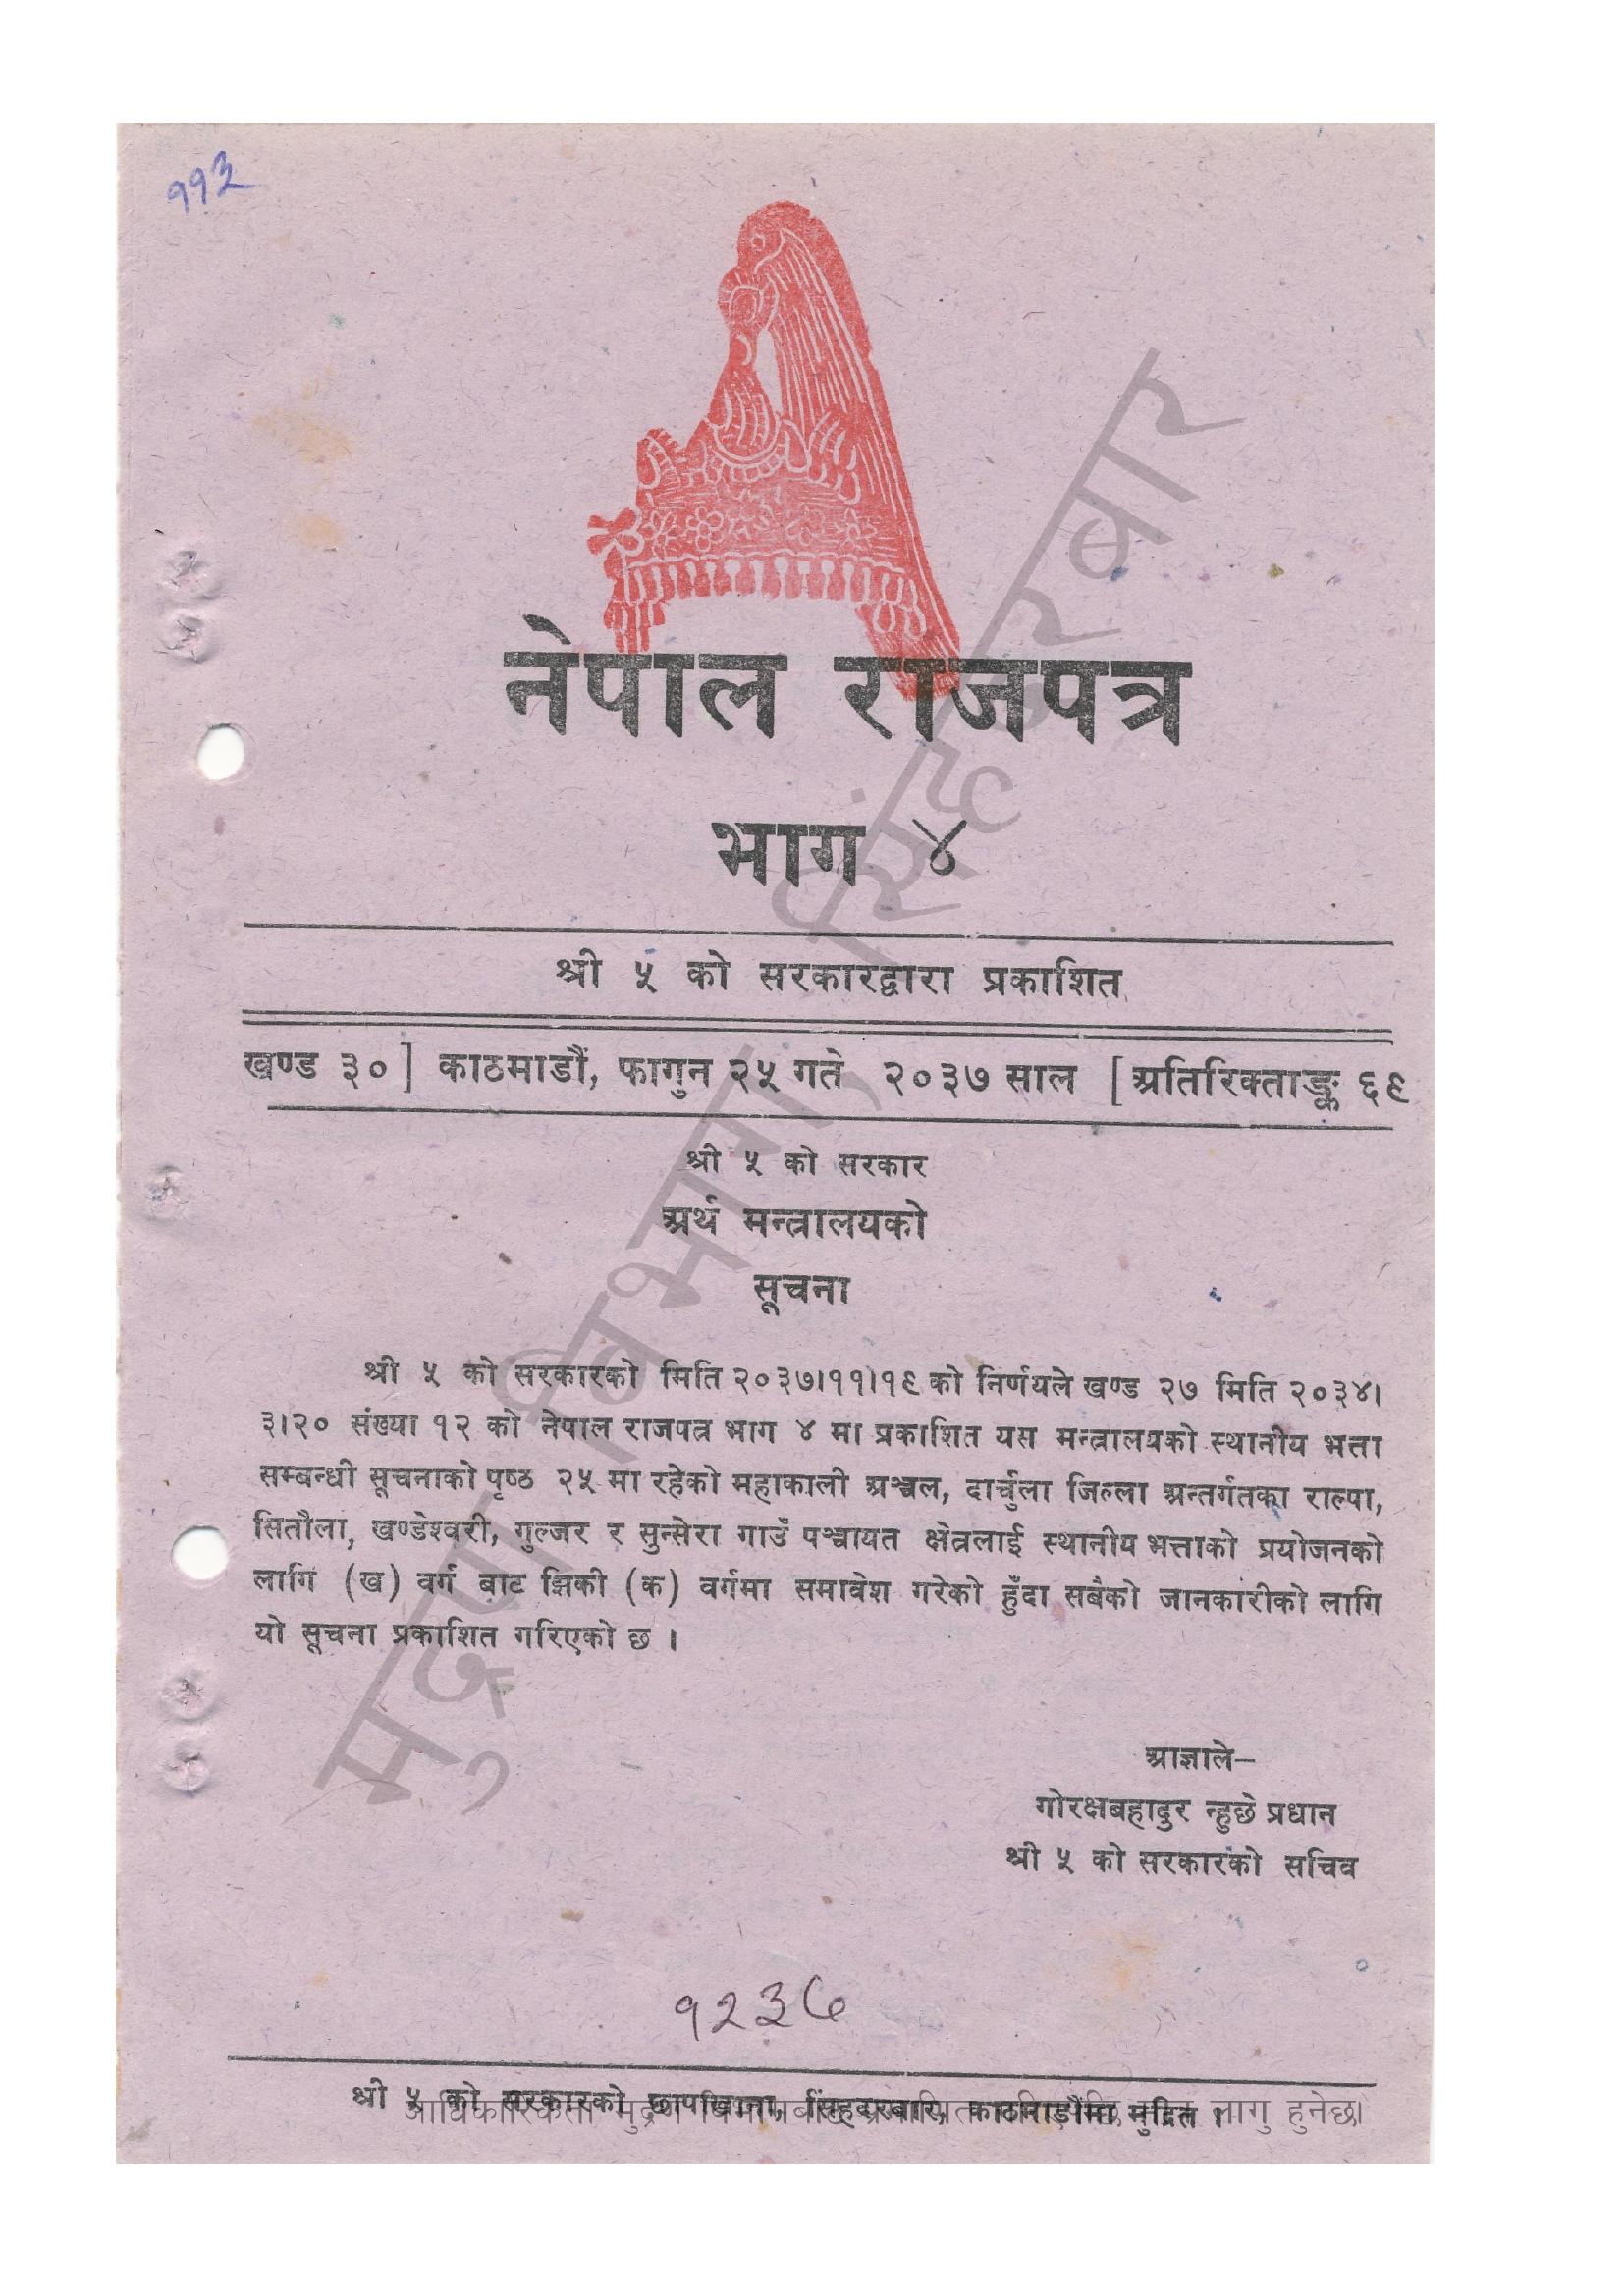 ११३
नेपाल राजपत्र
भाग ४
श्री ५ को सरकारद्वारा प्रकाशित
खण्ड ३० ] काठमाडौं, फागुन २५ गते २०३७ साल [ अतिरिक्ताङ्क ६९
श्री ५ को सरकार
अर्थ मन्त्रालयको
सूचना
श्री ५ को सरकारको मिति २०३७।११।१९ को निर्णयले खण्ड २७ मिति २०३४।
३।२० संख्या १२ को नेपाल राजपत्र भाग ४ मा प्रकाशित यस मन्त्रालयको स्थानीय भत्ता
सम्बन्धी सूचनाको पृष्ठ २५ मा रहेको महाकाली अञ्चल, दार्चुला जिल्ला अन्तर्गतका राल्पा,
सितौला, खण्डेश्वरी, गुल्जर र सुन्सेरा गाउँ पञ्चायत क्षेत्रलाई स्थानीय भत्ताको प्रयोजनको
लागि (ख) वर्ग बाट झिकी (क) वर्गमा समावेश गरेको हुँदा सबैको जानकारीको लागि
यो सूचना प्रकाशित गरिएको छ ।
आज्ञाले–
गोरक्षबहादुर न्हुछे प्रधान
श्री ५ को सरकारको सचिव
१२३७
श्री ५ को सरकारको छापाखाना, सिंहदरबार, काठमाडौंमा मुद्रित ।
लागु हुनेछ।
मुद्रण विभाग, सिंहदरबार